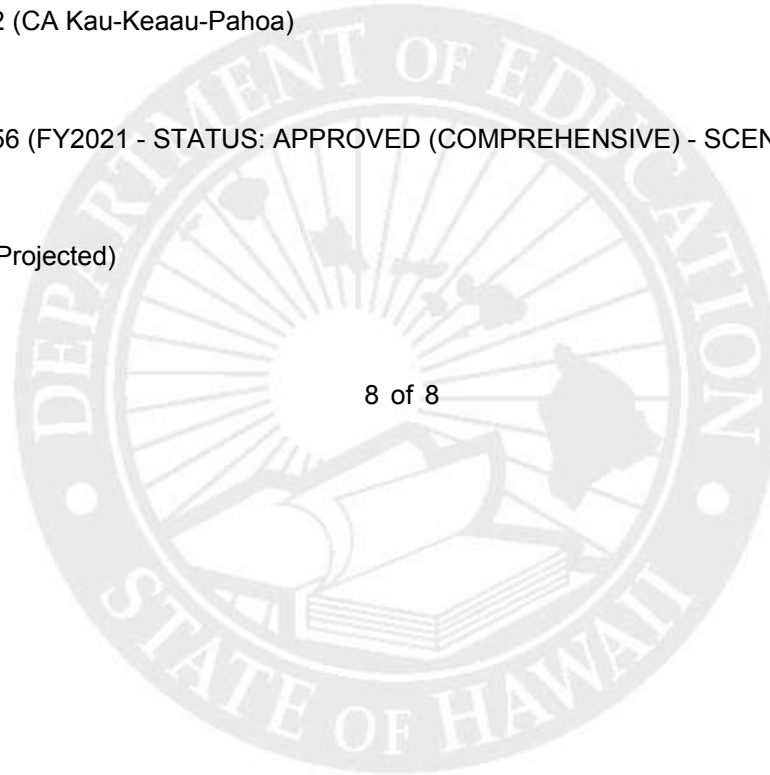 2 (CA Kau-Keaau-Pahoa)
56 (FY2021 - STATUS: APPROVED (COMPREHENSIVE) - SCEN
Projected)
8 of 8
DEPARTMENT OF EDUCATION
STATE OF HAWAII